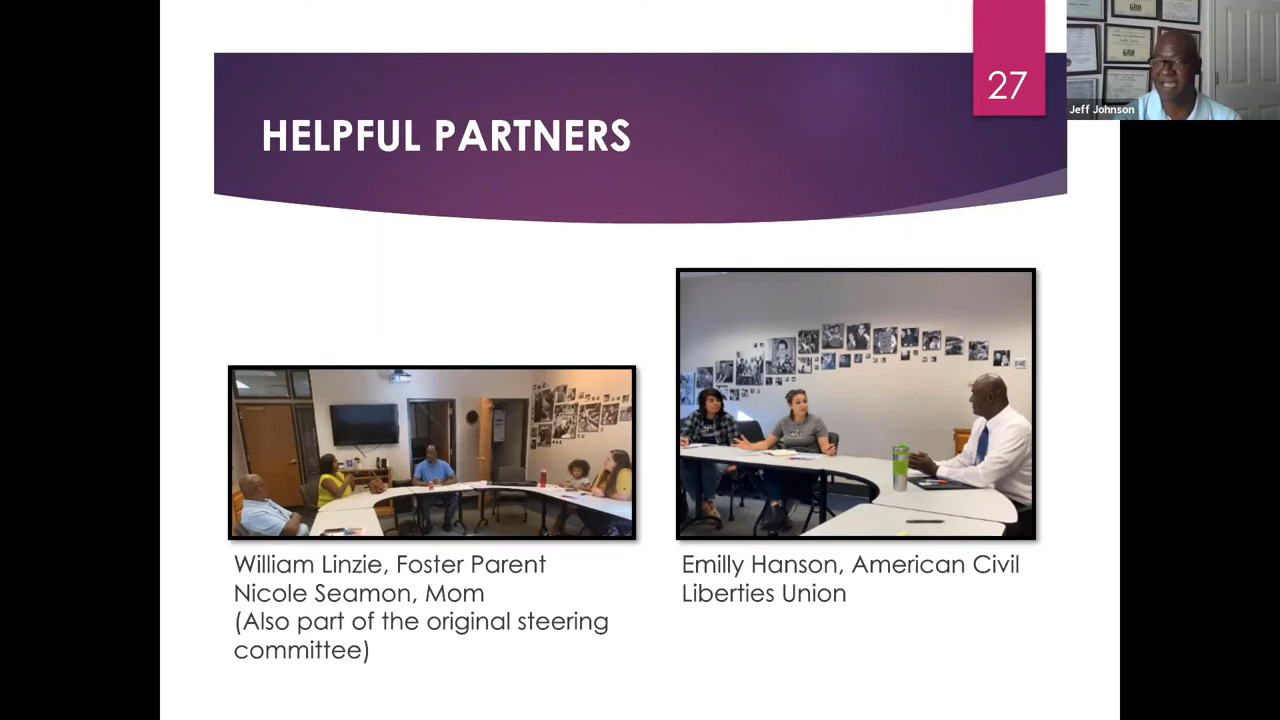 27
Jeff Johnson
HELPFUL PARTNERS
William Linzie, Foster Parent
Nicole Seamon, Mom
(Also part of the original steering
committee)
Emilly Hanson, American Civil
Liberties Union